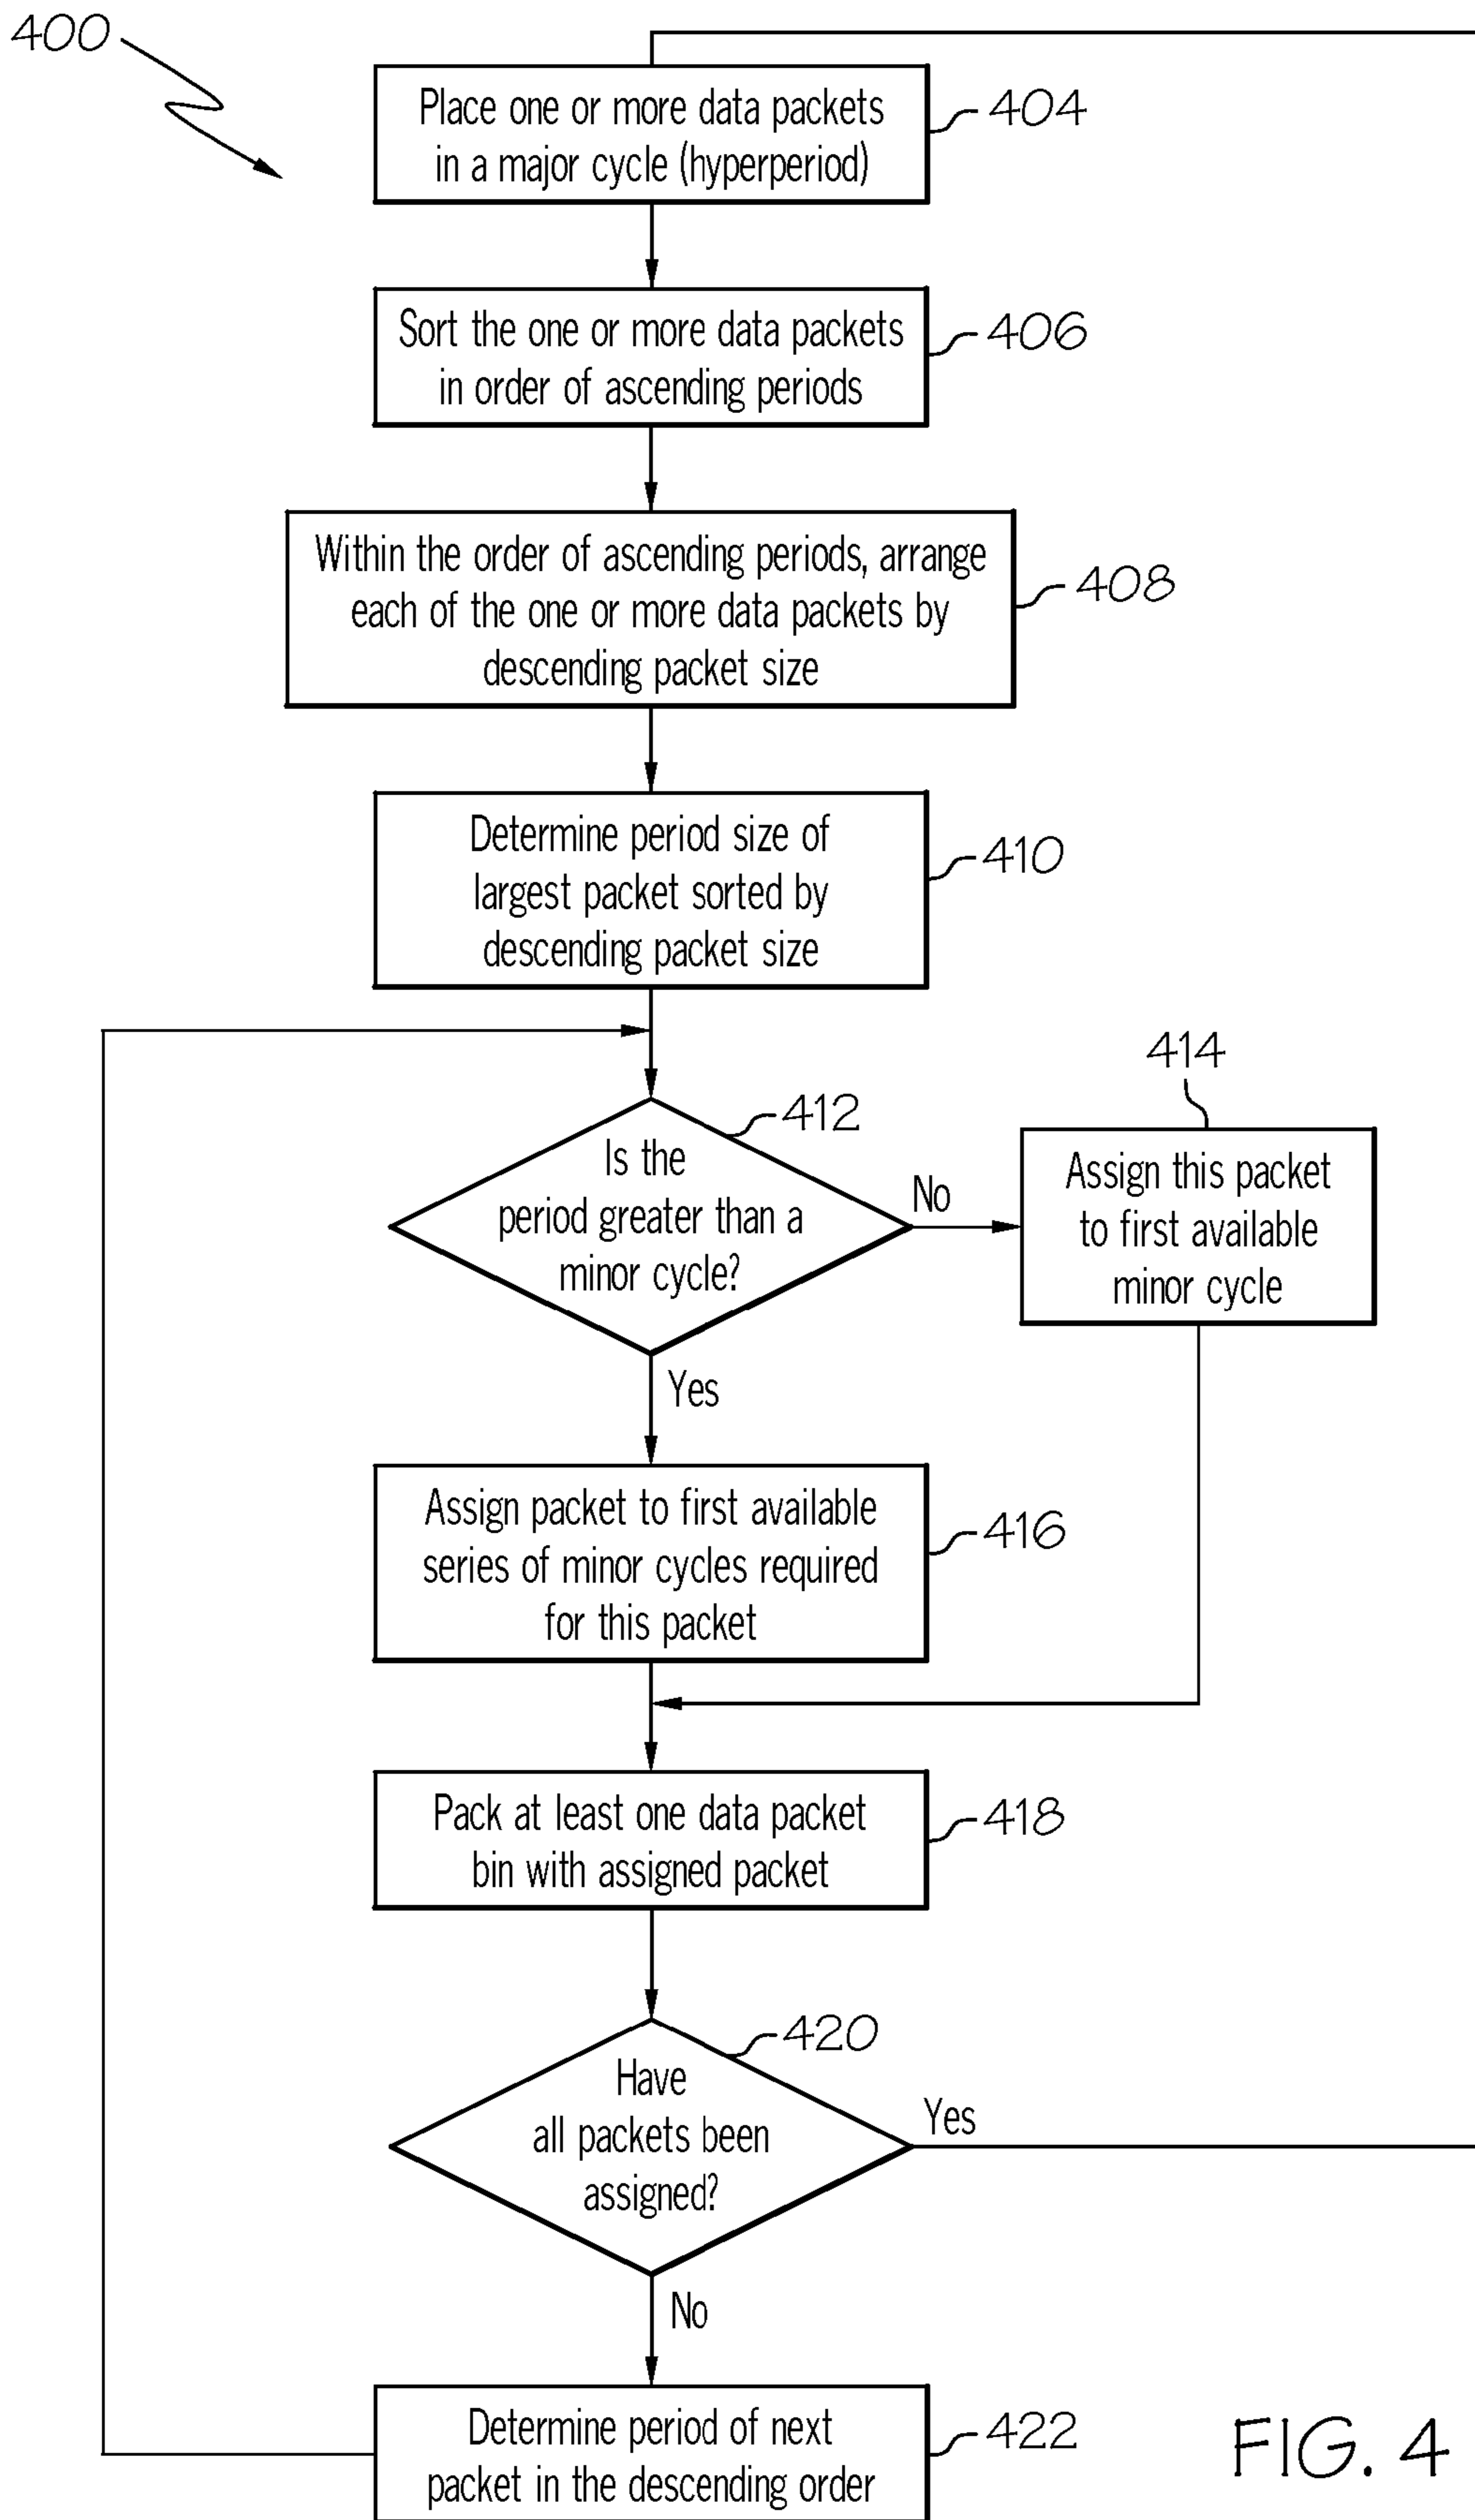 400
Place one or more data packets
in a major cycle (hyperperiod)
404
Sort the one or more data packets
in order of ascending periods
406
Within the order of ascending periods, arrange
each of the one or more data packets by
descending packet size
408
Determine period size of
largest packet sorted by
descending packet size
410
412
Is the
period greater than a
minor cycle?
No
414
Assign this packet
to first available
minor cycle
Yes
Assign packet to first available
series of minor cycles required
for this packet
416
Pack at least one data packet
bin with assigned packet
418
420
Have
all packets been
assigned?
Yes
No
Determine period of next
packet in the descending order
422
FIG. 4